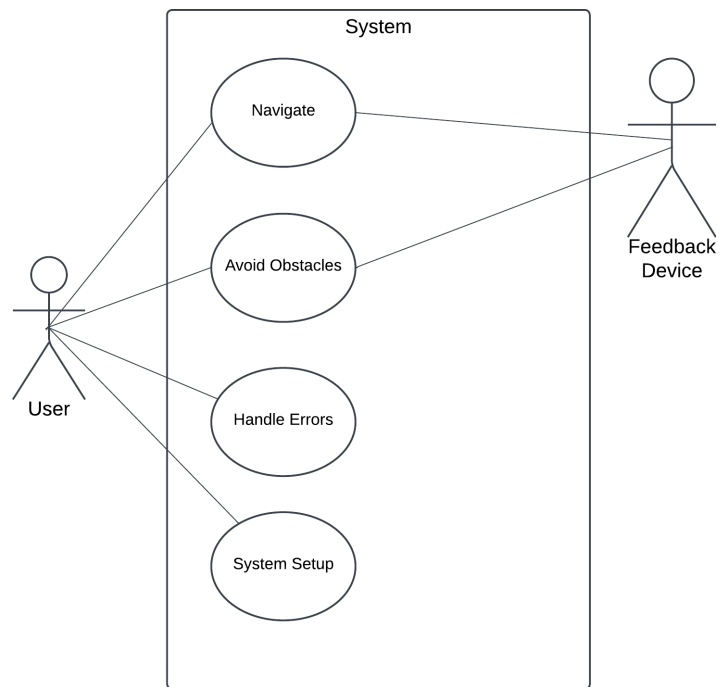 System
Navigate
Avoid Obstacles
Handle Errors
System Setup
User
Feedback
Device